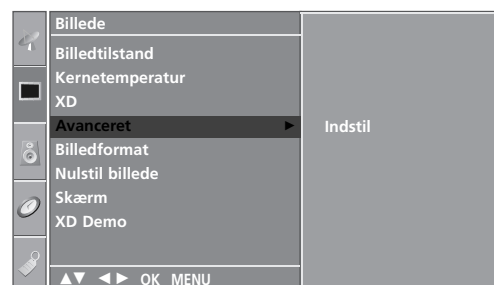 Billede
Billedtilstand
Kernetemperatur
XD
Avanceret ► Indstil
Billedformat
Nulstil billede
Skærm
XD Demo
▲▼ ◄► OK MENU